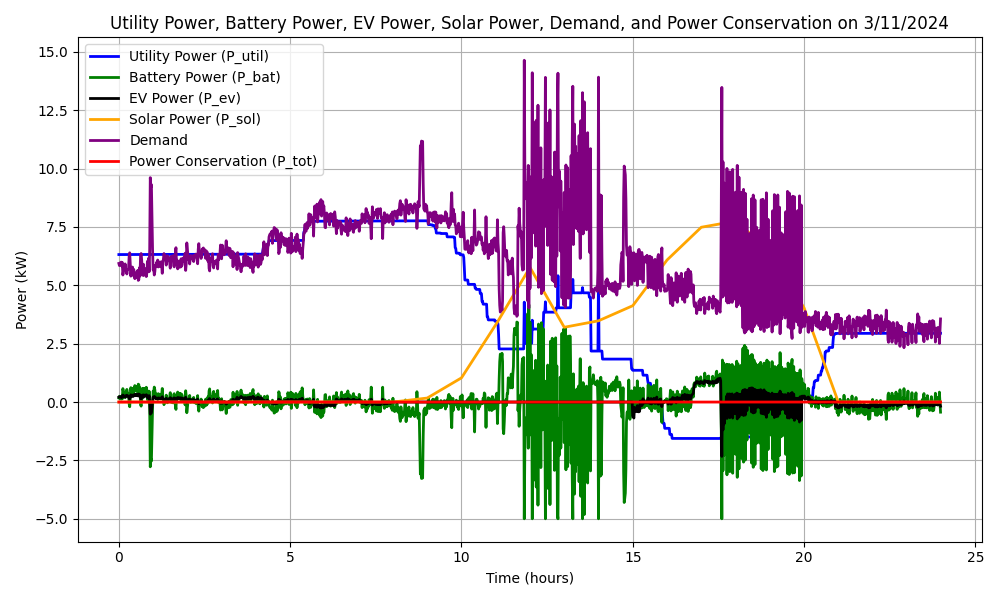 Utility Power, Battery Power, EV Power, Solar Power, Demand, and Power Conservation on 3/11/2024
Utility Power (P_util)
Battery Power (P_bat)
EV Power (P_ev)
Solar Power (P_sol)
Demand
Power Conservation (P_tot)
Power (kW)
15.0
12.5
10.0
7.5
5.0
2.5
0.0
−2.5
−5.0
0
5
10
15
20
25
Time (hours)